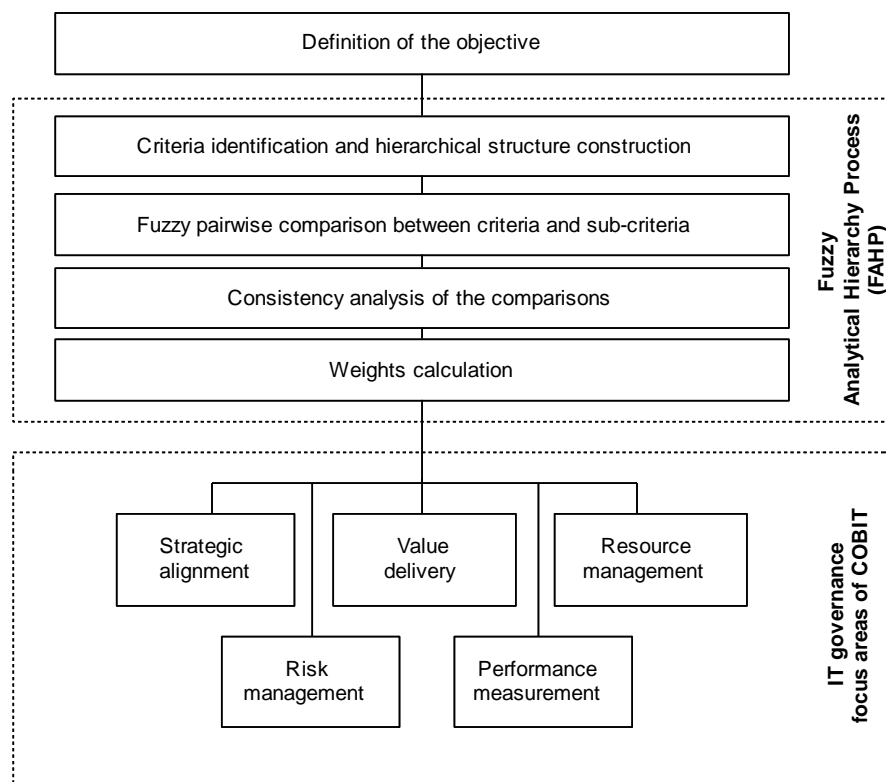 Definition of the objective
Criteria identification and hierarchical structure construction
Fuzzy pairwise comparison between criteria and sub-criteria
Consistency analysis of the comparisons
Weights calculation
Fuzzy
Analytical Hierarchy Process
(FAHP)
Strategic
alignment
Value
delivery
Resource
management
Risk
management
Performance
measurement
IT governance
focus areas of COBIT